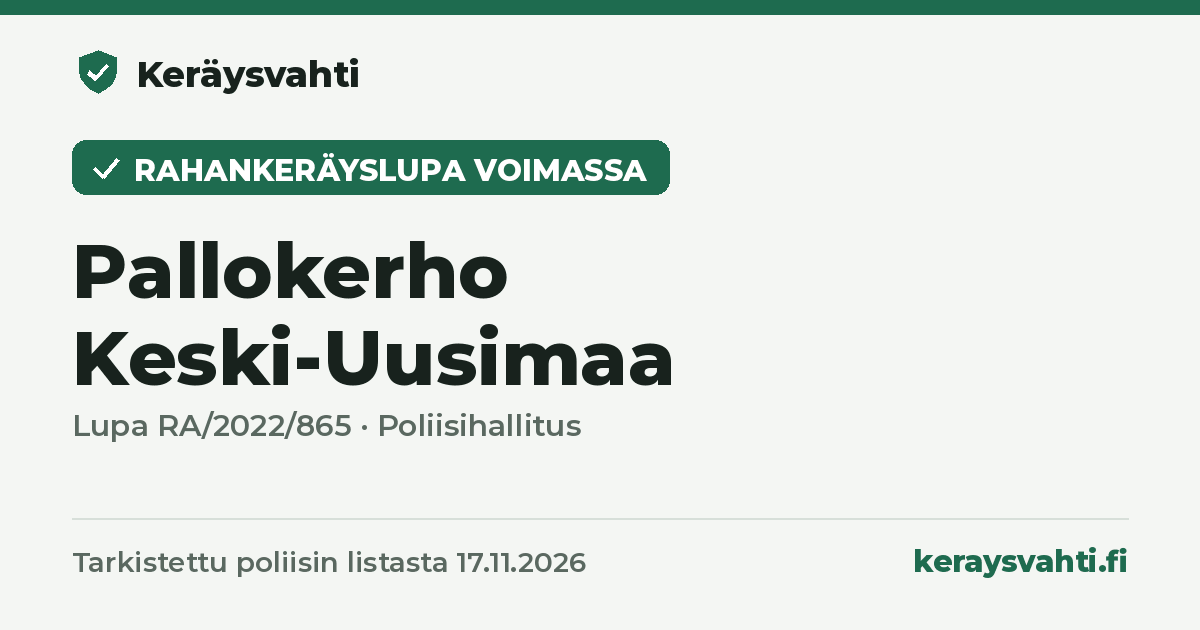 Keräysvahti
RAHANKERÄYSLUPA VOIMASSA
Pallokerho
Keski-Uusimaa
Lupa RA/2022/865 · Poliisihallitus
Tarkistettu poliisin listasta 17.11.2026
keraysvahti.fi